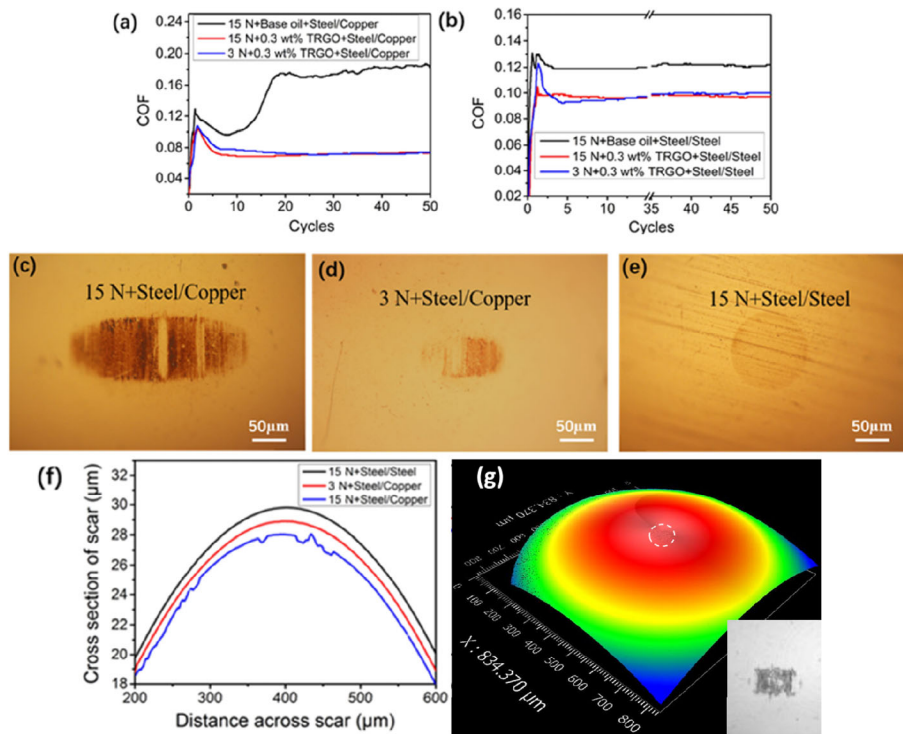 (a)
15 N+Base oil+Steel/Copper
15 N+0.3 wt% TRGO+Steel/Copper
3 N+0.3 wt% TRGO+Steel/Copper
COF
0.24
0.20
0.16
0.12
0.08
0.04
0 10 20 30 40 50
Cycles
(b)
COF
0.16
0.14
0.12
0.10
0.08
0.06
0.04
0.02
15 N+Base oil+Steel/Steel
15 N+0.3 wt% TRGO+Steel/Steel
3 N+0.3 wt% TRGO+Steel/Steel
0 5 35 40 45 50
Cycles
(c)
15 N+Steel/Copper
50μm
(d)
3 N+Steel/Copper
50μm
(e)
15 N+Steel/Steel
50μm
(f)
15 N+Steel/Steel
3 N+Steel/Copper
15 N+Steel/Copper
Cross section of scar (μm)
32
30
28
26
24
22
20
18
200 300 400 500 600
Distance across scar (μm)
(g)
Y : 834.370 μm
0 100 200 300 400 500 600 700 800
X : 834.370 μm